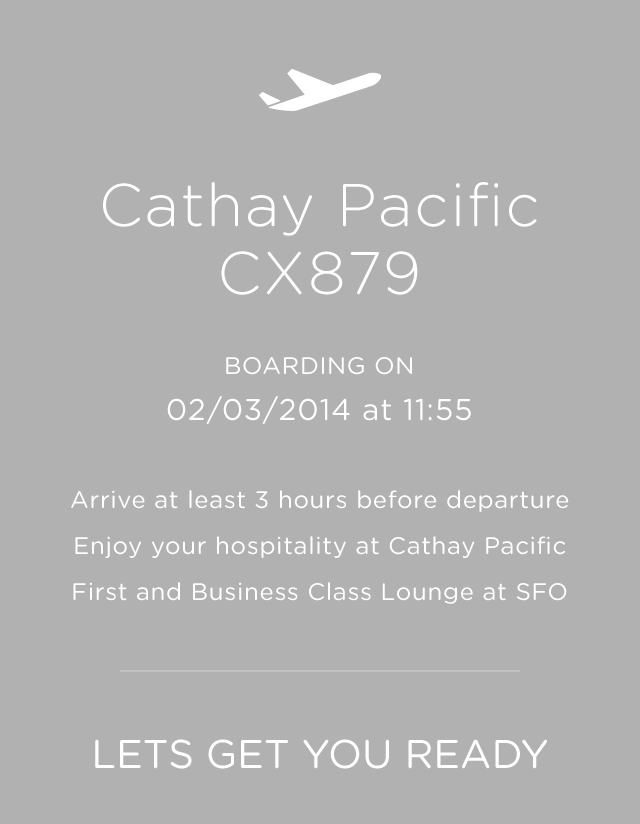 Cathay Pacific
CX879
BOARDING ON
02/03/2014 at 11:55
Arrive at least 3 hours before departure
Enjoy your hospitality at Cathay Pacific
First and Business Class Lounge at SFO
LETS GET YOU READY